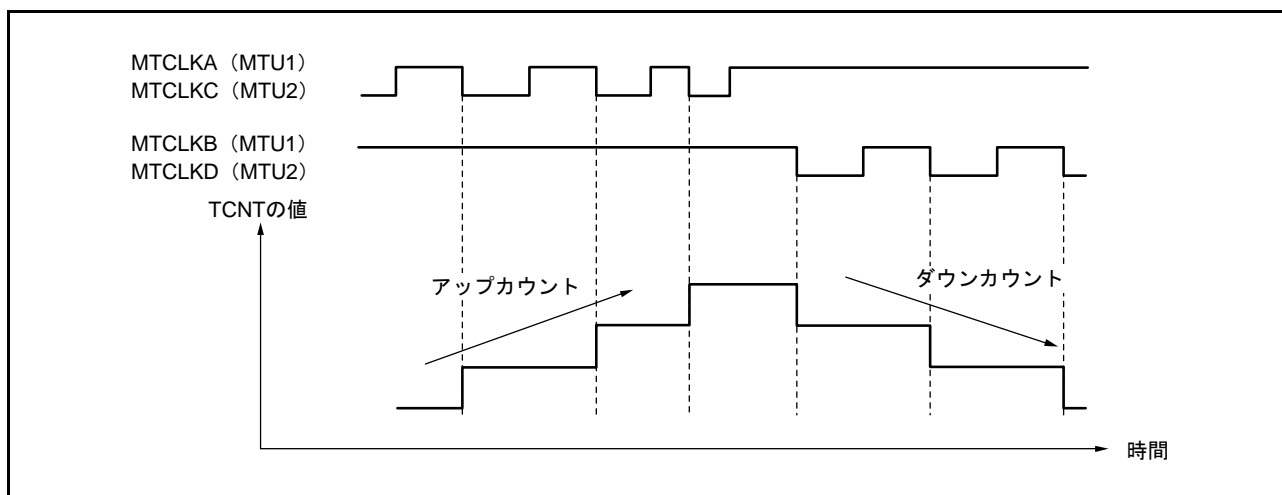 MTCLKA（MTU1）
MTCLKC（MTU2）
MTCLKB（MTU1）
MTCLKD（MTU2）
TCNTの値
アップカウント
ダウンカウント
時間